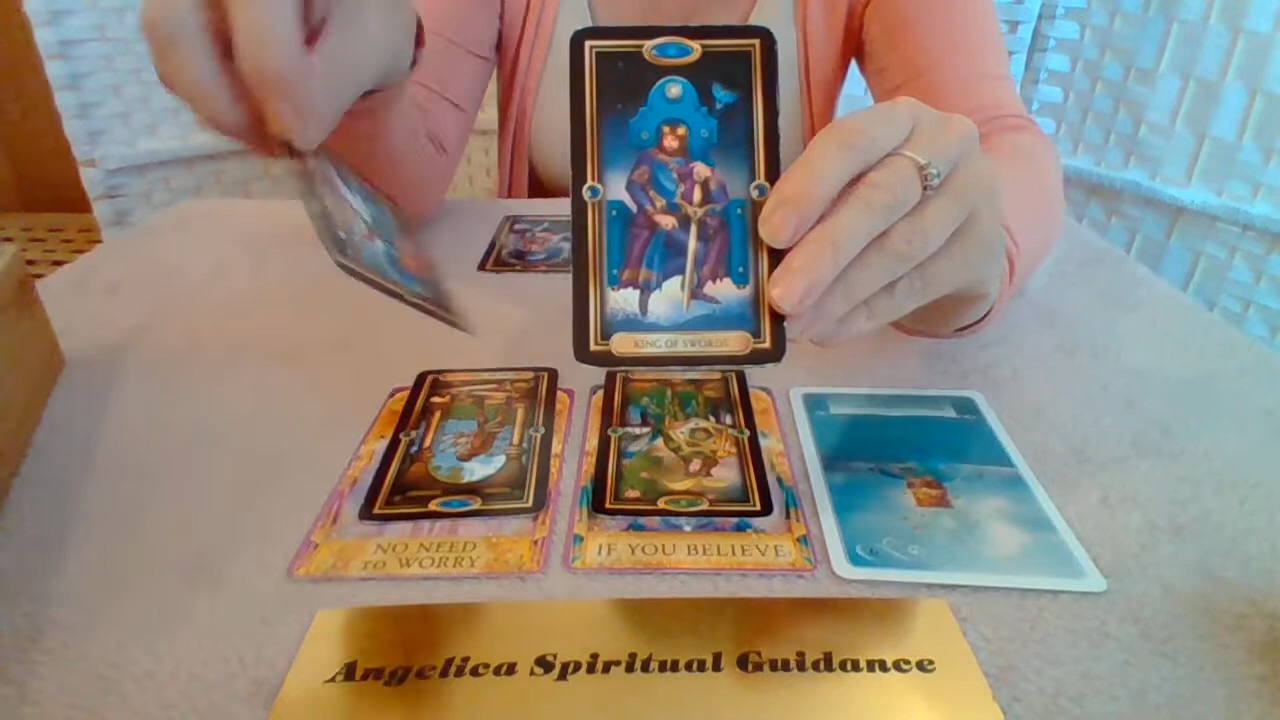 KING OF SWORDS
NO NEED
TO WORRY
IF YOU BELIEVE
Angelica Spiritual Guidance